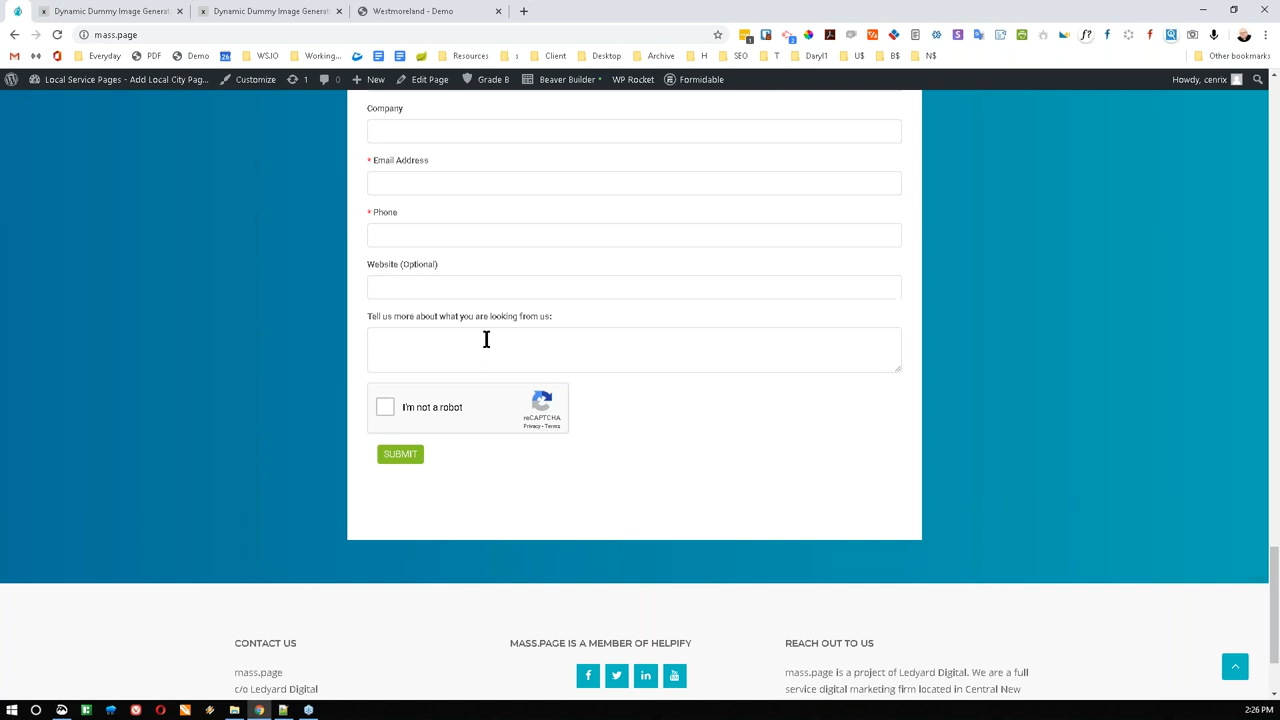 Dynamic Dummy Image Generat
Dynamic Dummy Image Generat
Westmoreland - Demo
mass.page
Everyday
PDF
Demo
WS.IO
Working...
Resources
s
Client
Desktop
Archive
H
SEO
T
Daryl1
U$
B$
N$
Other bookmarks
Local Service Pages - Add Local City Pag...
Customize
1
0
New
Edit Page
Grade B
Beaver Builder
WP Rocket
Formidable
Howdy, cenrix
Company
* Email Address
* Phone
Website (Optional)
Tell us more about what you are looking from us:
I'm not a robot
reCAPTCHA
Privacy - Terms
SUBMIT
CONTACT US
mass.page
c/o Ledyard Digital
MASS.PAGE IS A MEMBER OF HELPIFY
REACH OUT TO US
mass.page is a project of Ledyard Digital. We are a full
service digital marketing firm located in Central New
2:26 PM